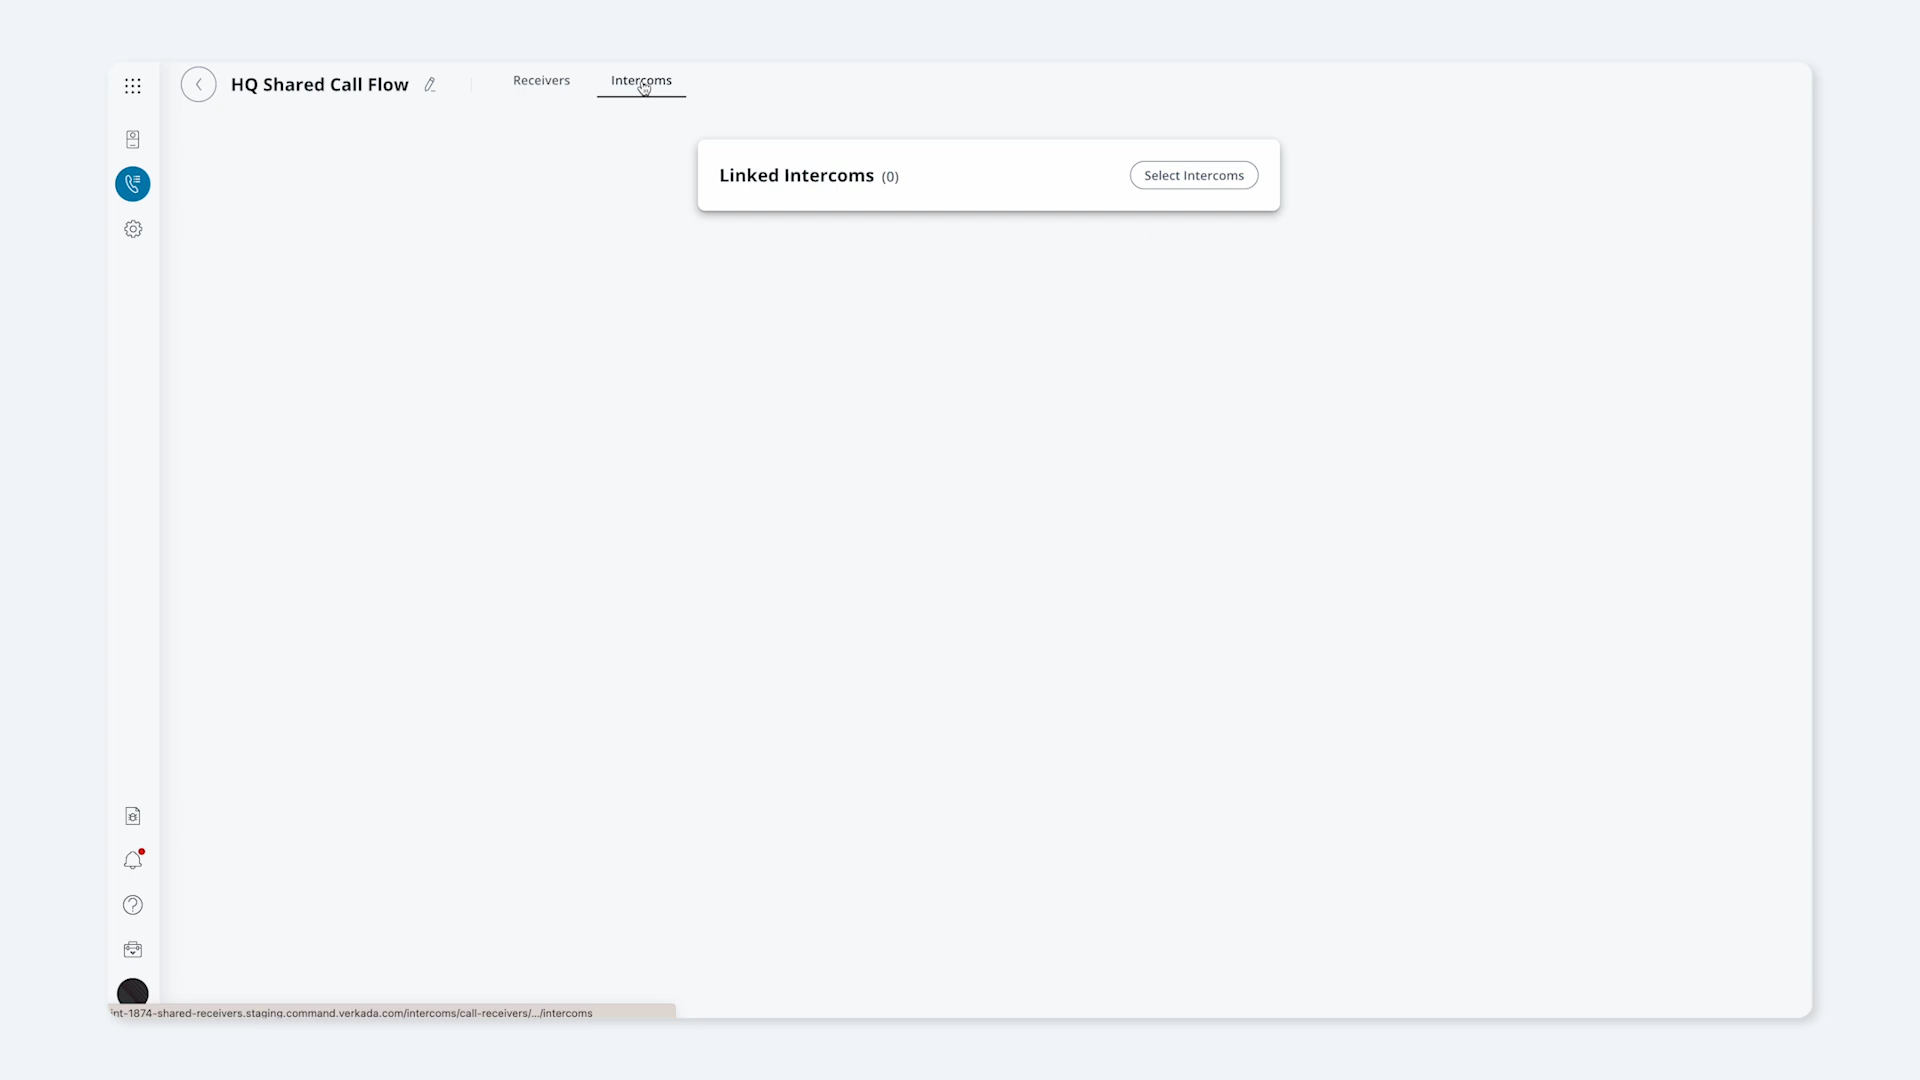 HQ Shared Call Flow
Receivers
Intercoms
Linked Intercoms (0)
Select Intercoms
int-1874-shared-receivers.staging.command.verkada.com/intercoms/call-receivers/.../intercoms